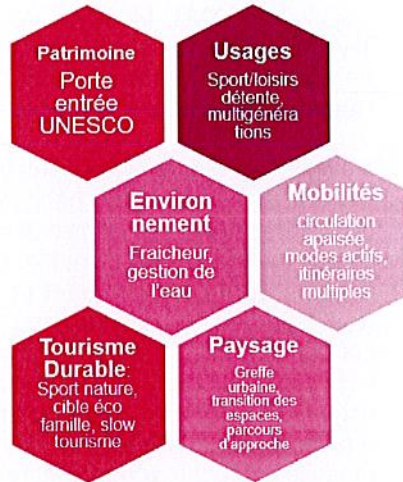 Patrimoine
Porte
entrée
UNESCO
Usages
Sport/loisirs
détente,
multigénéra
tions
Environ
nement
Fraicheur,
gestion de
l'eau
Mobilités
circulation
apaisée,
modes actifs,
itinéraires
multiples
Tourisme
Durable:
Sport nature,
cible éco
famille, slow
tourisme
Paysage
Greffe
urbaine,
transition des
espaces,
parcours
d'approche